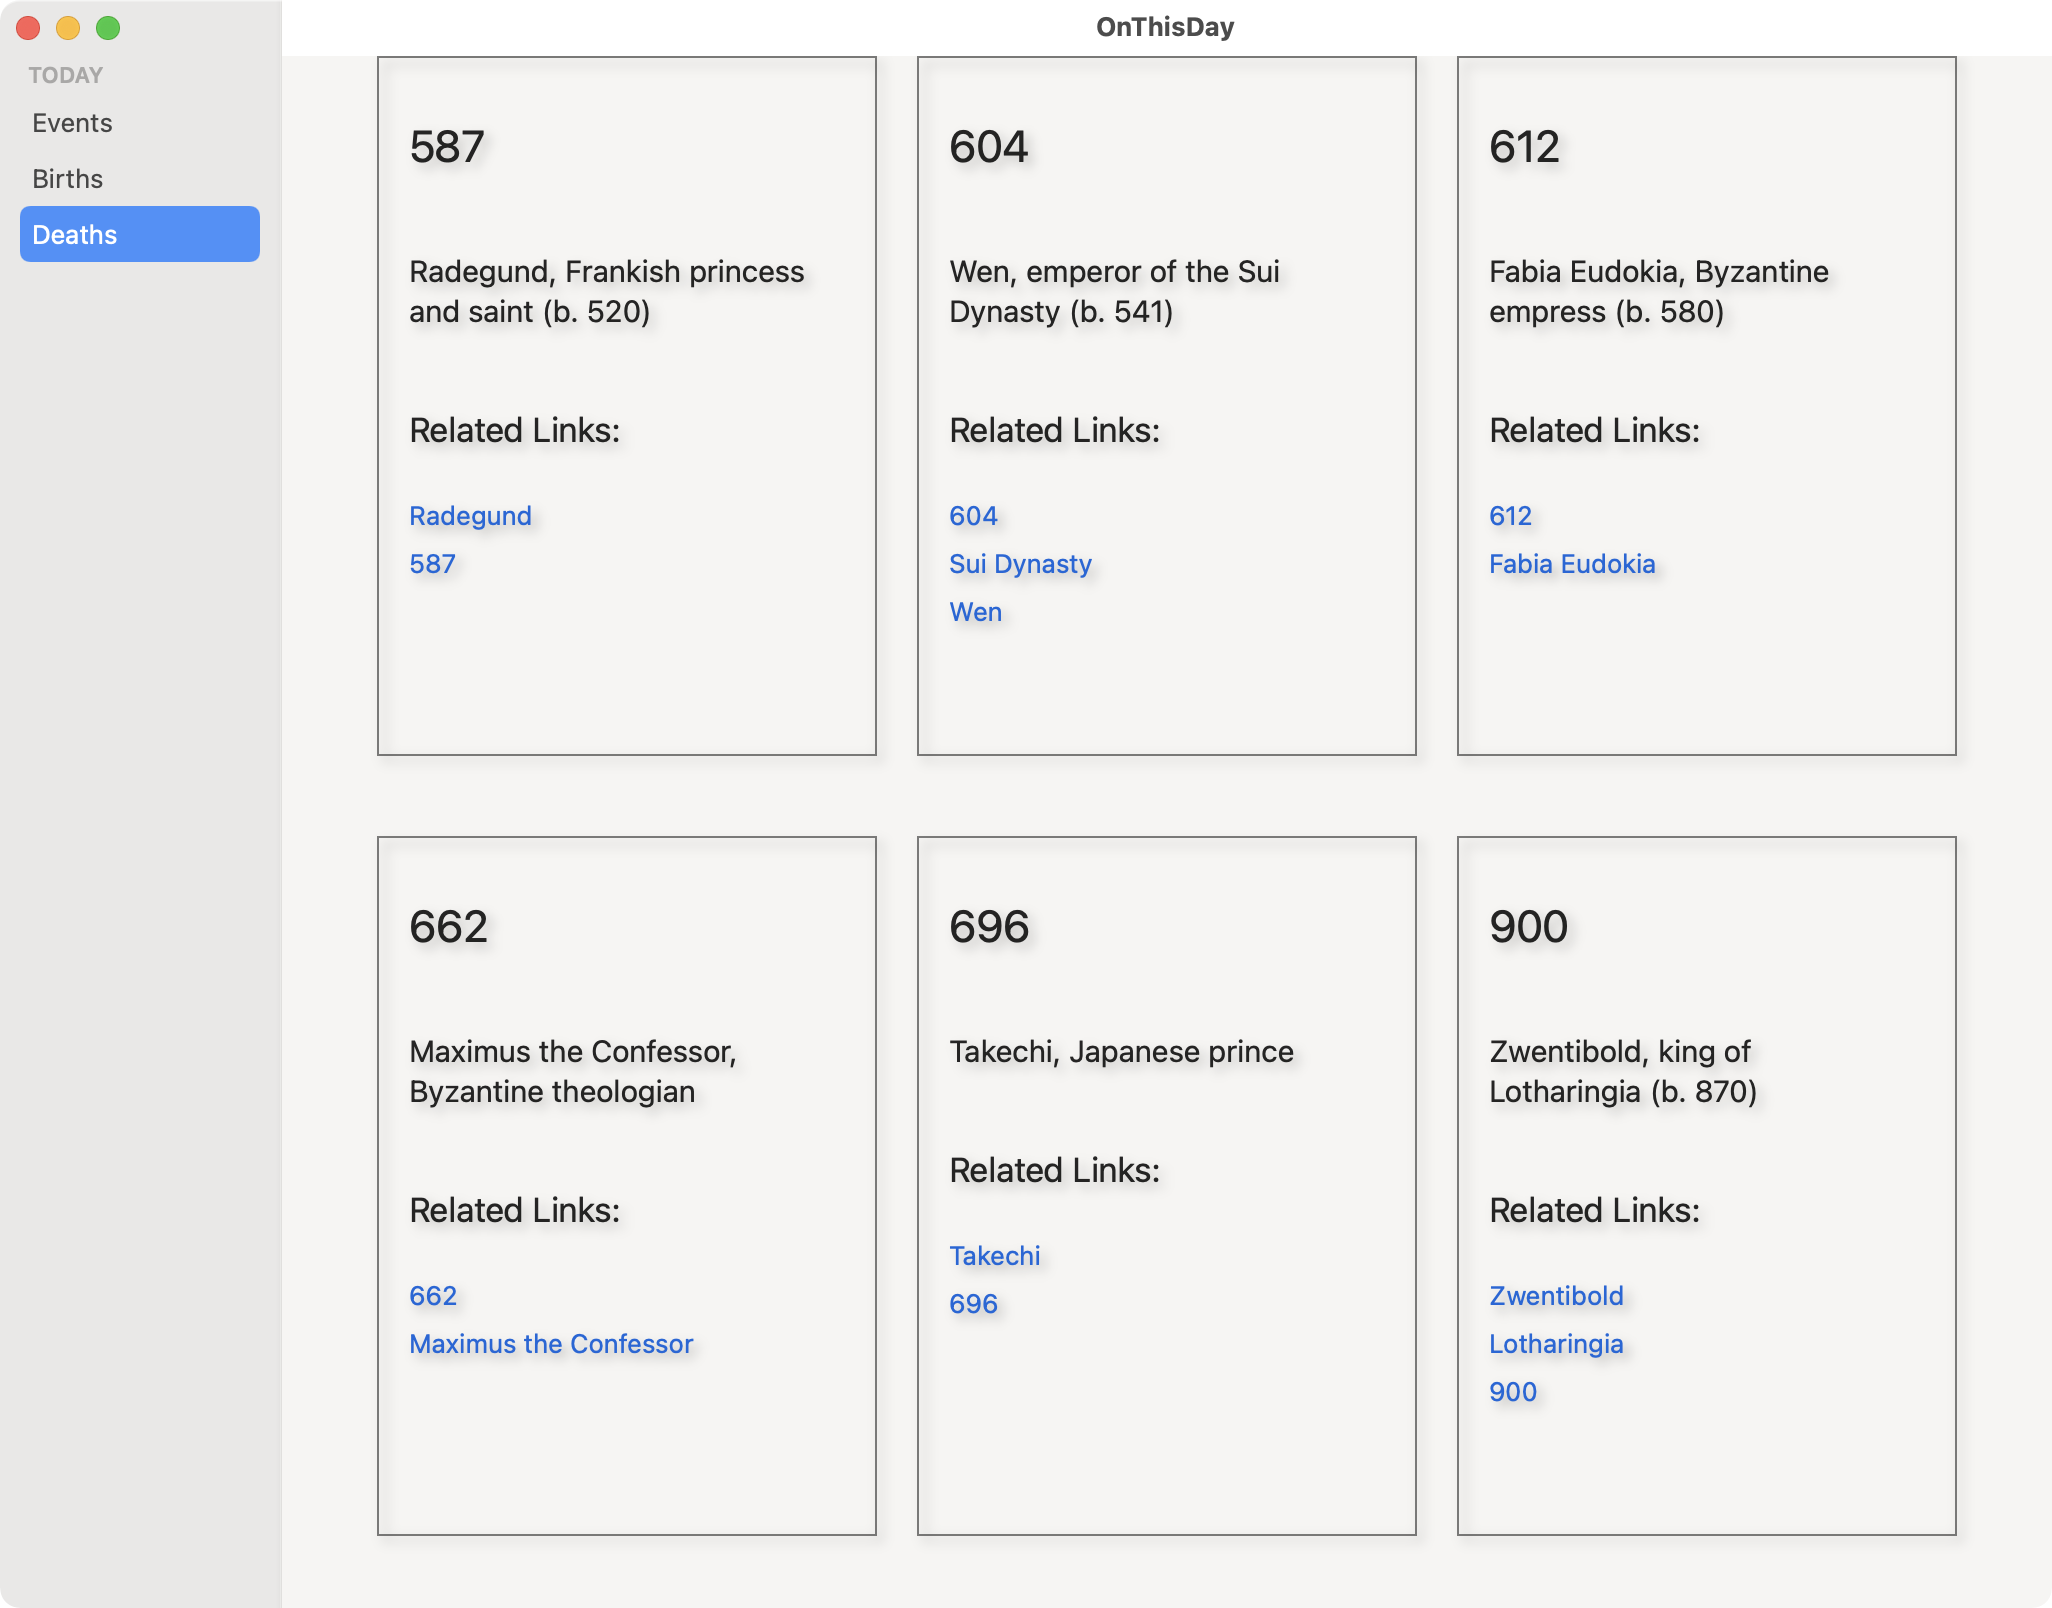 OnThisDay
TODAY
Events
Births
Deaths
587
Radegund, Frankish princess
and saint (b. 520)
Related Links:
Radegund
587
604
Wen, emperor of the Sui
Dynasty (b. 541)
Related Links:
604
Sui Dynasty
Wen
612
Fabia Eudokia, Byzantine
empress (b. 580)
Related Links:
612
Fabia Eudokia
662
Maximus the Confessor,
Byzantine theologian
Related Links:
662
Maximus the Confessor
696
Takechi, Japanese prince
Related Links:
Takechi
696
900
Zwentibold, king of
Lotharingia (b. 870)
Related Links:
Zwentibold
Lotharingia
900